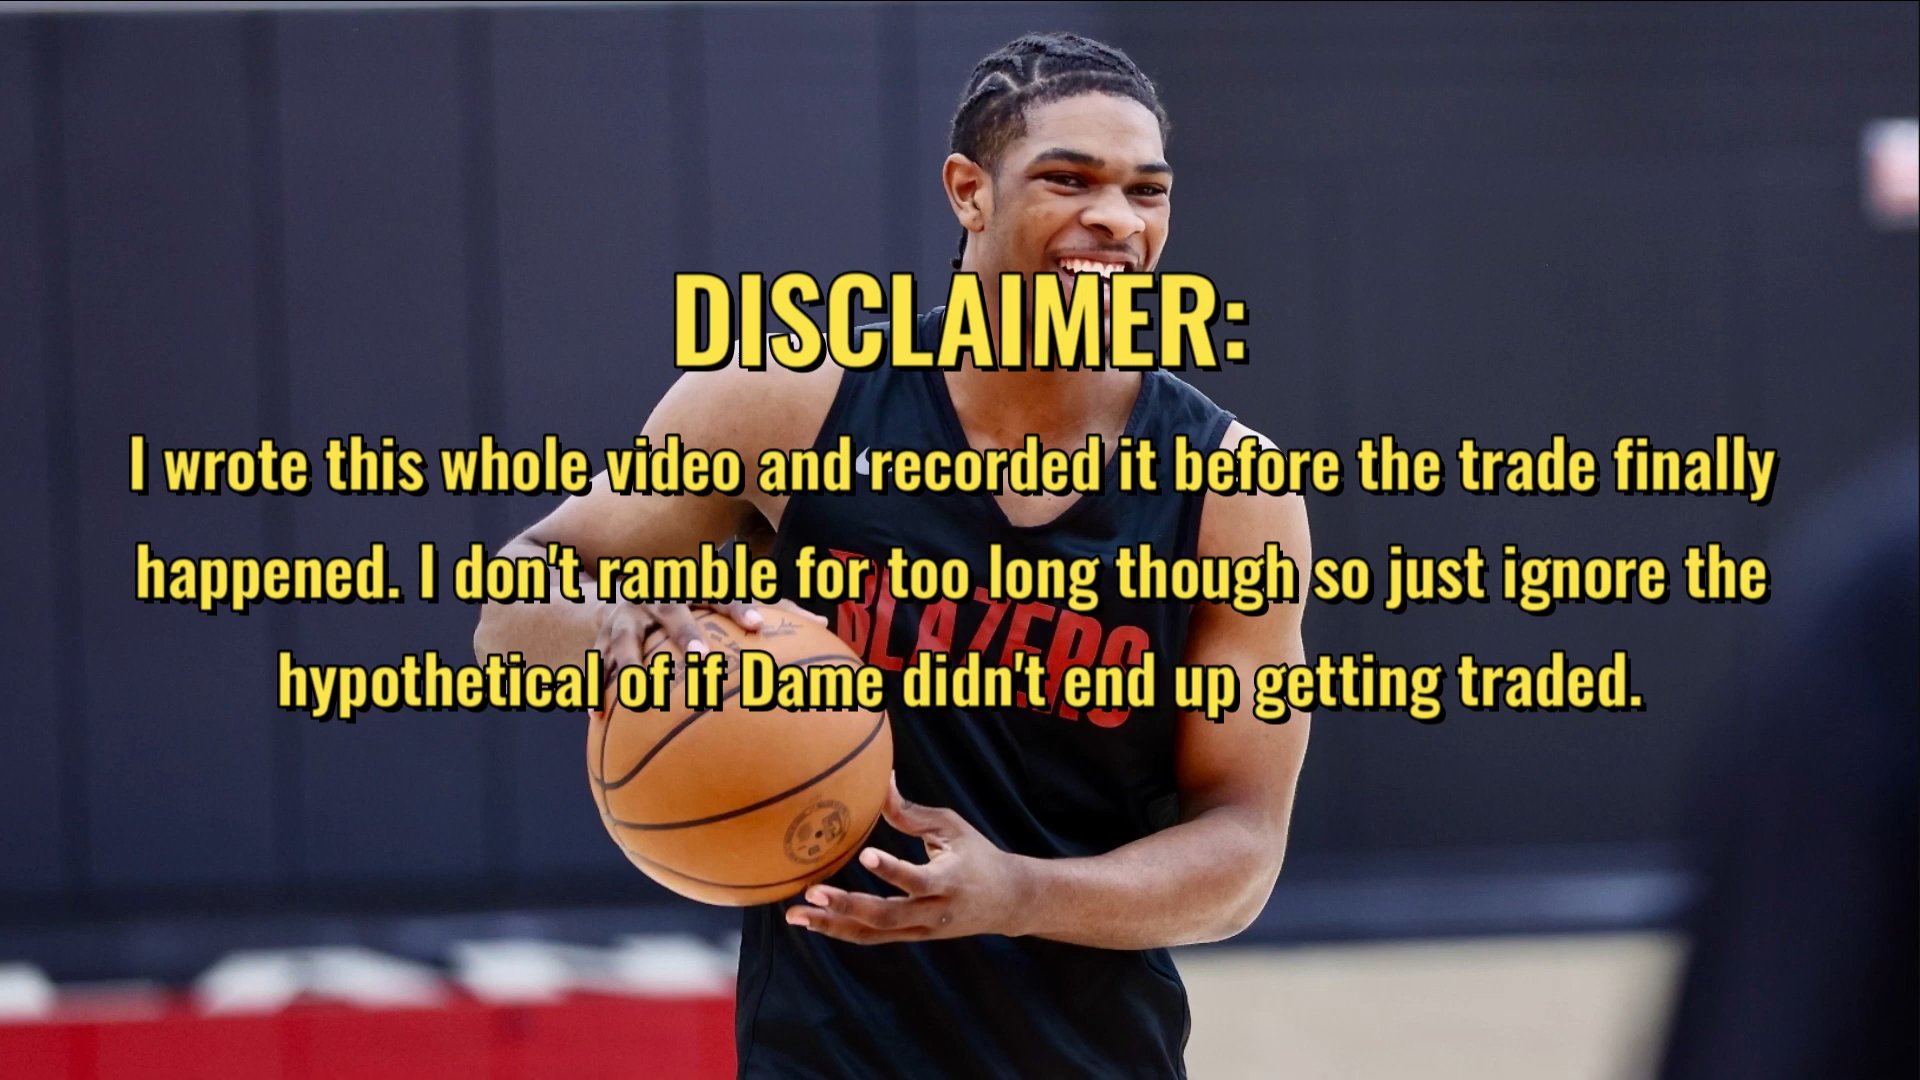 DISCLAIMER:
I wrote this whole video and recorded it before the trade finally
happened. I don't ramble for too long though so just ignore the
hypothetical of if Dame didn't end up getting traded.
BLAZERS